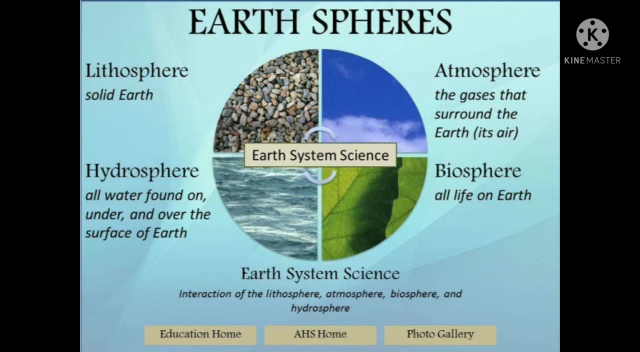 EARTH SPHERES
K
KINEMASTER
Lithosphere
solid Earth
Atmosphere
the gases that
surround the
Earth (its air)
Earth System Science
Hydrosphere
all water found on,
under, and over the
surface of Earth
Biosphere
all life on Earth
Earth System Science
Interaction of the lithosphere, atmosphere, biosphere, and
hydrosphere
Education Home
AHS Home
Photo Gallery